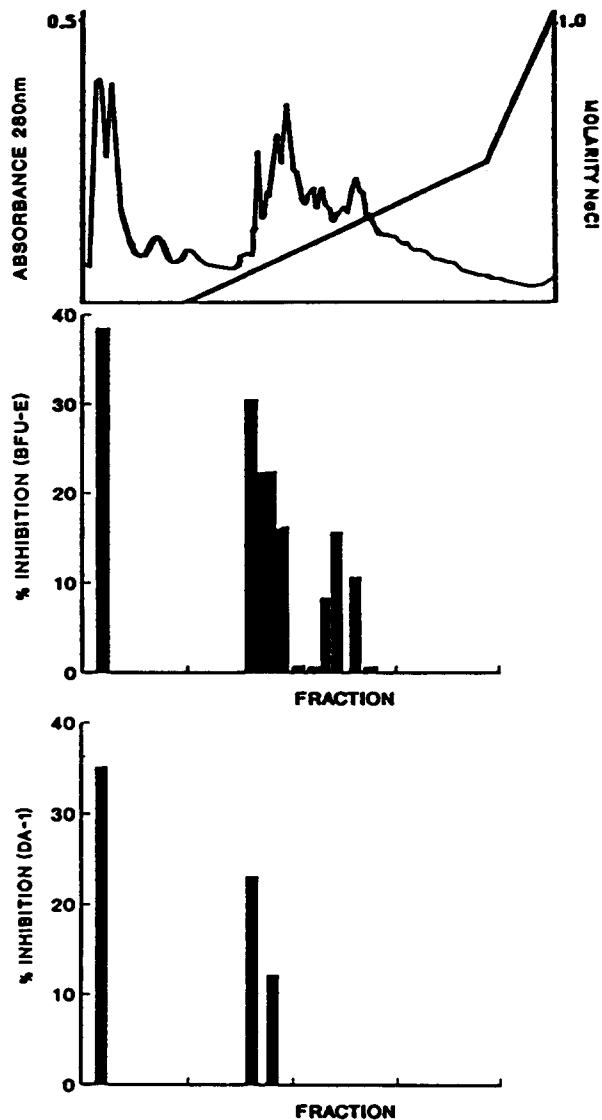 0.5
1.0
ABSORBANCE 280nm
MOLARITY NaCl
40
30
20
10
0
% INHIBITION (BFU-E)
FRACTION
40
30
20
10
0
% INHIBITION (DA-1)
FRACTION